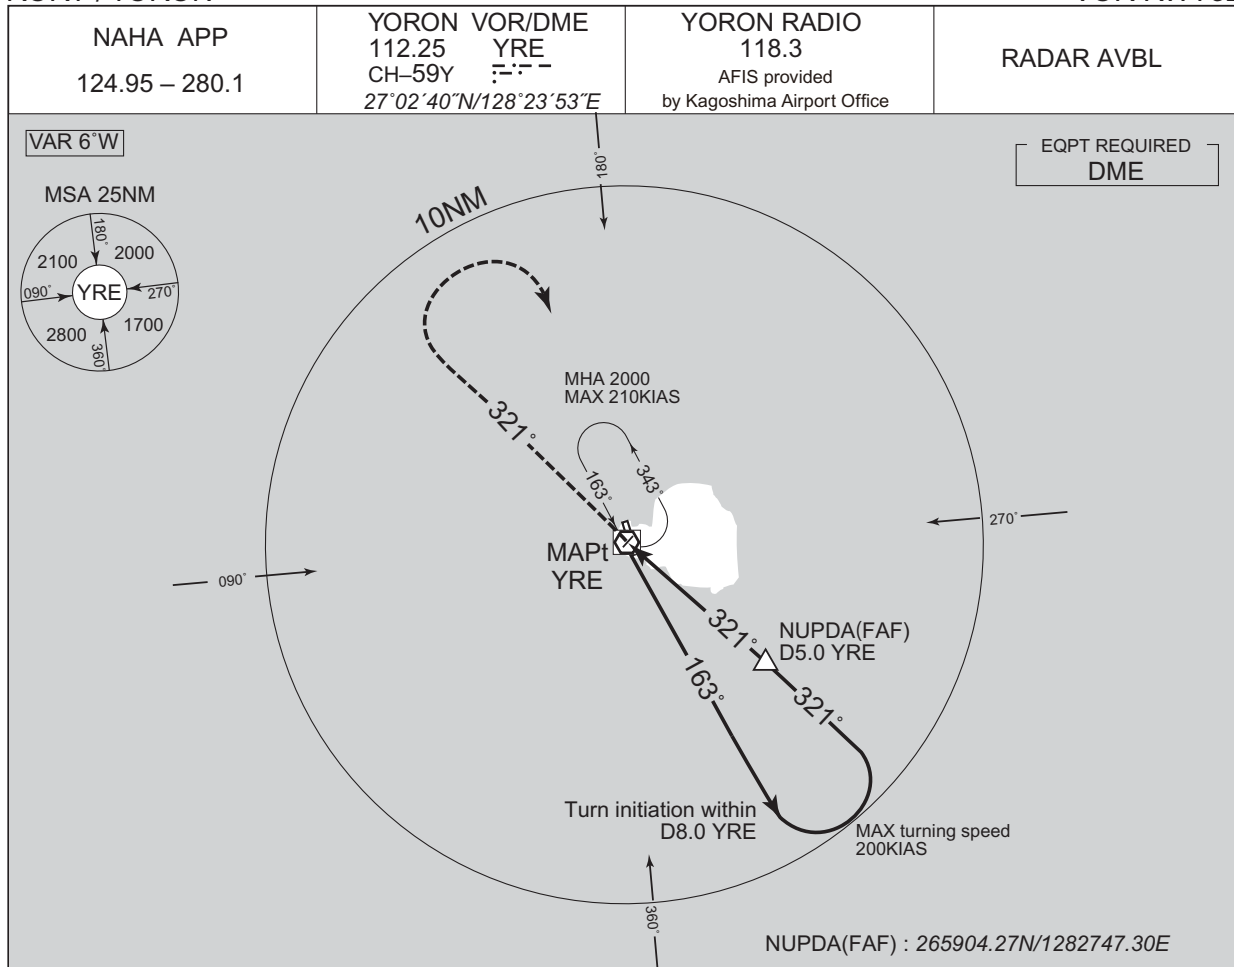 NAHA APP
124.95 – 280.1
YORON VOR/DME
112.25 YRE
CH–59Y
27°02´40˝N/128°23´53˝E
YORON RADIO
118.3
AFIS provided
by Kagoshima Airport Office
RADAR AVBL
VAR 6°W
EQPT REQUIRED
DME
MSA 25NM
180°
2100
2000
090°
YRE
270°
2800
1700
360°
180°
10NM
MHA 2000
MAX 210KIAS
321°
163°
343°
270°
090°
MAPt
YRE
321°
NUPDA(FAF)
D5.0 YRE
163°
321°
Turn initiation within
D8.0 YRE
MAX turning speed
200KIAS
360°
NUPDA(FAF) : 265904.27N/1282747.30E